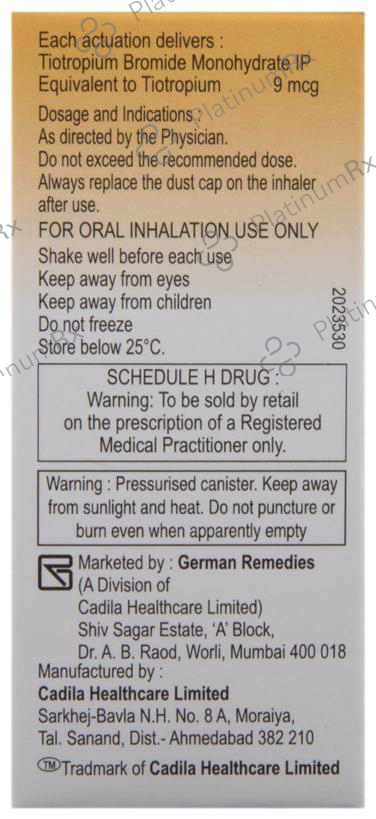 Each actuation delivers :
Tiotropium Bromide Monohydrate IP
Equivalent to Tiotropium 9 mcg
Dosage and Indications :
As directed by the Physician.
Do not exceed the recommended dose.
Always replace the dust cap on the inhaler
after use.
FOR ORAL INHALATION USE ONLY
Shake well before each use
Keep away from eyes
Keep away from children
Do not freeze
Store below 25°C.
2023530
SCHEDULE H DRUG :
Warning: To be sold by retail
on the prescription of a Registered
Medical Practitioner only.
Warning : Pressurised canister. Keep away
from sunlight and heat. Do not puncture or
burn even when apparently empty
Marketed by : German Remedies
(A Division of
Cadila Healthcare Limited)
Shiv Sagar Estate, ‘A’ Block,
Dr. A. B. Raod, Worli, Mumbai 400 018
Manufactured by :
Cadila Healthcare Limited
Sarkhej-Bavla N.H. No. 8 A, Moraiya,
Tal. Sanand, Dist.- Ahmedabad 382 210
TM Tradmark of Cadila Healthcare Limited
PlatinumRx
PlatinumRx
PlatinumRx